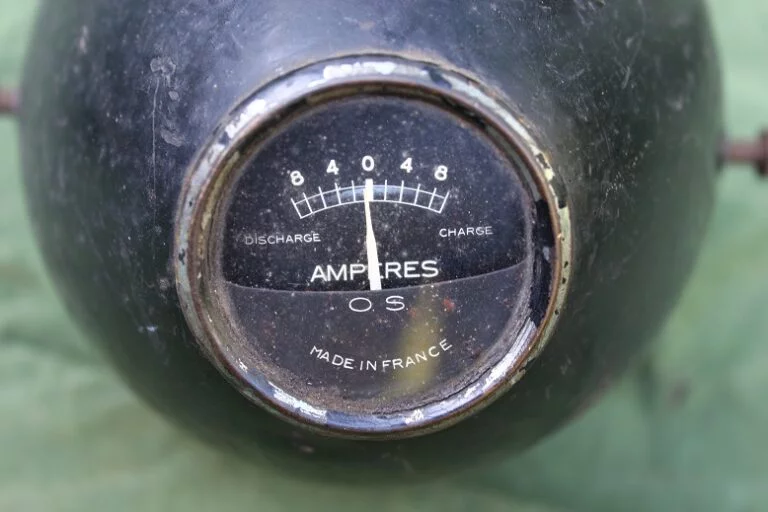 8 4 0 4 8
DISCHARGE CHARGE
AMPERES
O.S
MADE IN FRANCE